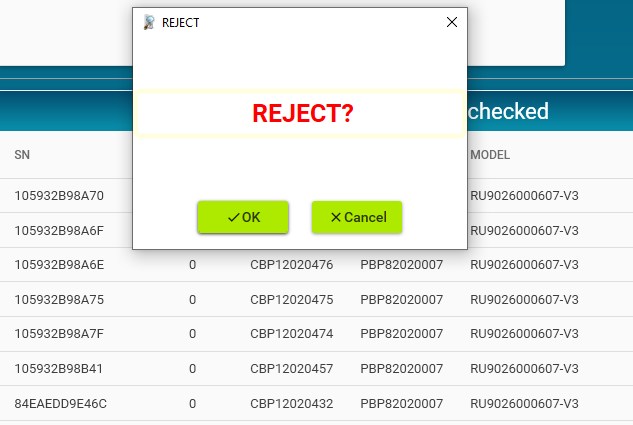 REJECT
REJECT?
OK Cancel
checked
SN MODEL
105932B98A70 RU9026000607-V3
105932B98A6F RU9026000607-V3
105932B98A6E 0 CBP12020476 PBP82020007 RU9026000607-V3
105932B98A75 0 CBP12020475 PBP82020007 RU9026000607-V3
105932B98A7F 0 CBP12020474 PBP82020007 RU9026000607-V3
105932B98B41 0 CBP12020457 PBP82020007 RU9026000607-V3
84EAEDD9E46C 0 CBP12020432 PBP82020007 RU9026000607-V3